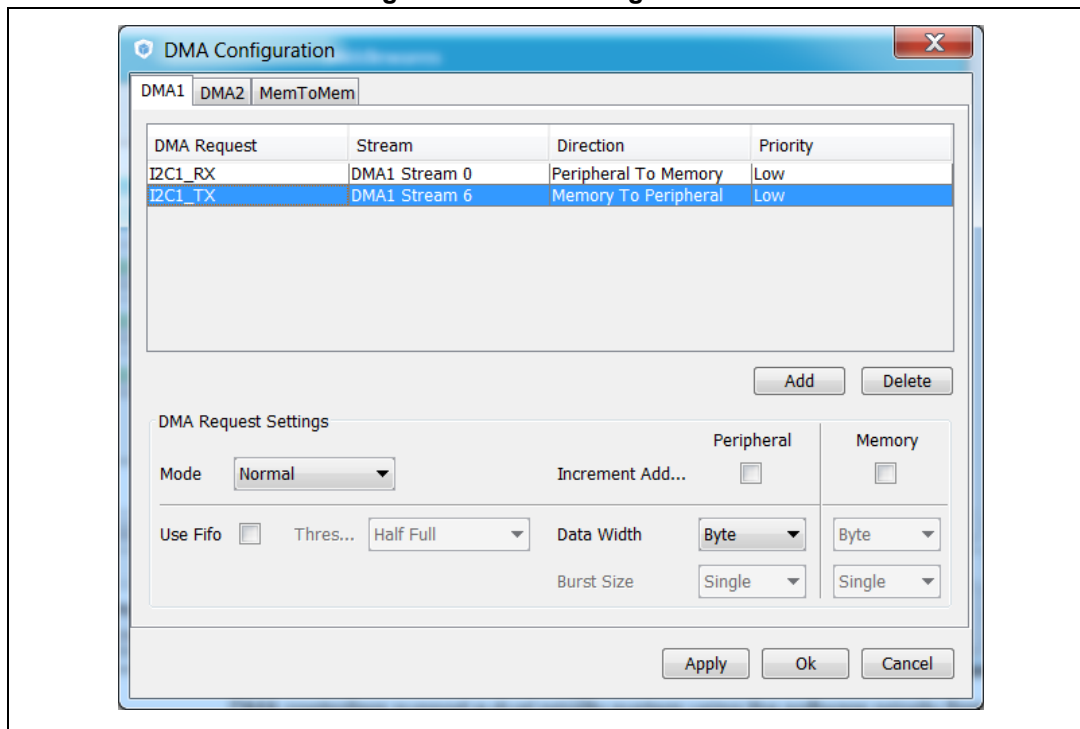 DMA Configuration
DMA1 DMA2 MemToMem
DMA Request Stream Direction Priority
I2C1_RX DMA1 Stream 0 Peripheral To Memory Low
I2C1_TX DMA1 Stream 6 Memory To Peripheral Low
Add Delete
DMA Request Settings
Peripheral Memory
Mode Normal Increment Add...
Use Fifo Thres... Half Full Data Width Byte Byte
Burst Size Single Single
Apply Ok Cancel